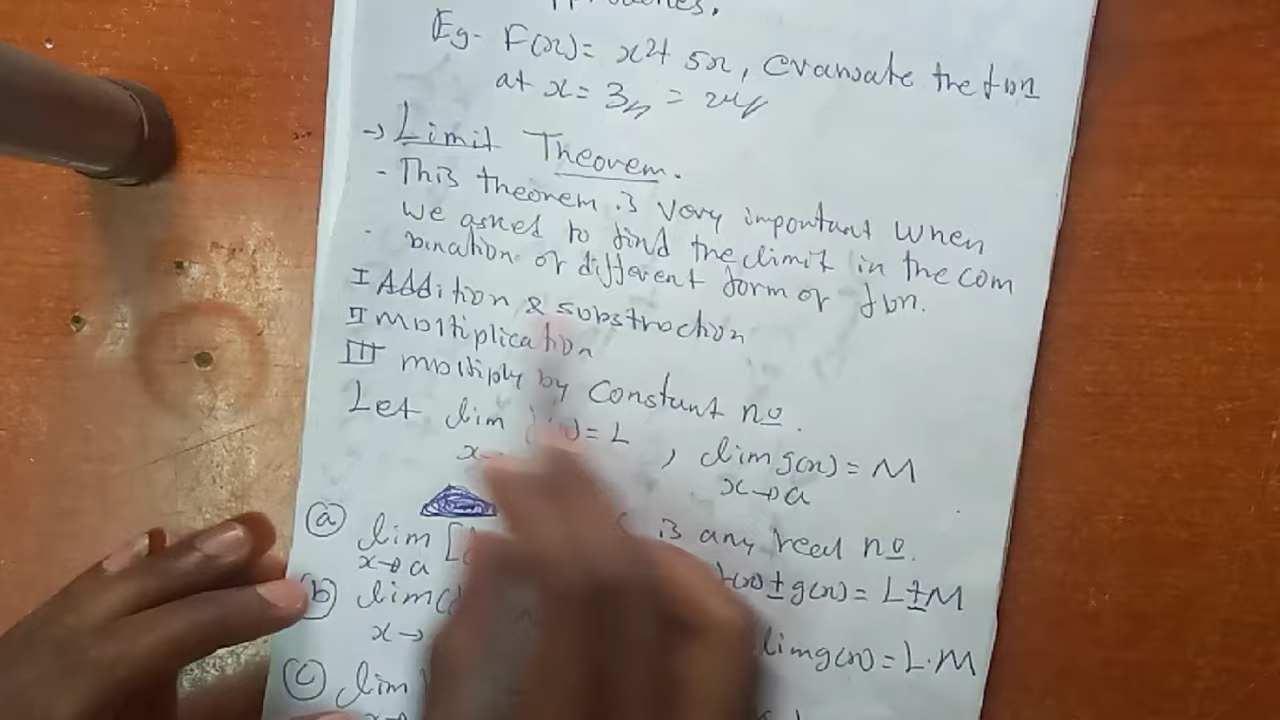 Eg- F(x)= x²+ 5x, evaluate the fxn
at x= 3,, = 24//
→ Limit Theorem.
- This theorem is very important when
we asked to find the limit in the com
bination of different form of fxn.
I Addition & substraction
II multiplication
III multiply by constant no.
Let lim = L , lim g(x) = M
x x→a
(a) lim [ is any real no.
x→a
(b) lim f(x) ± g(x) = L ± M
x→
(c) lim lim g(x) = L·M